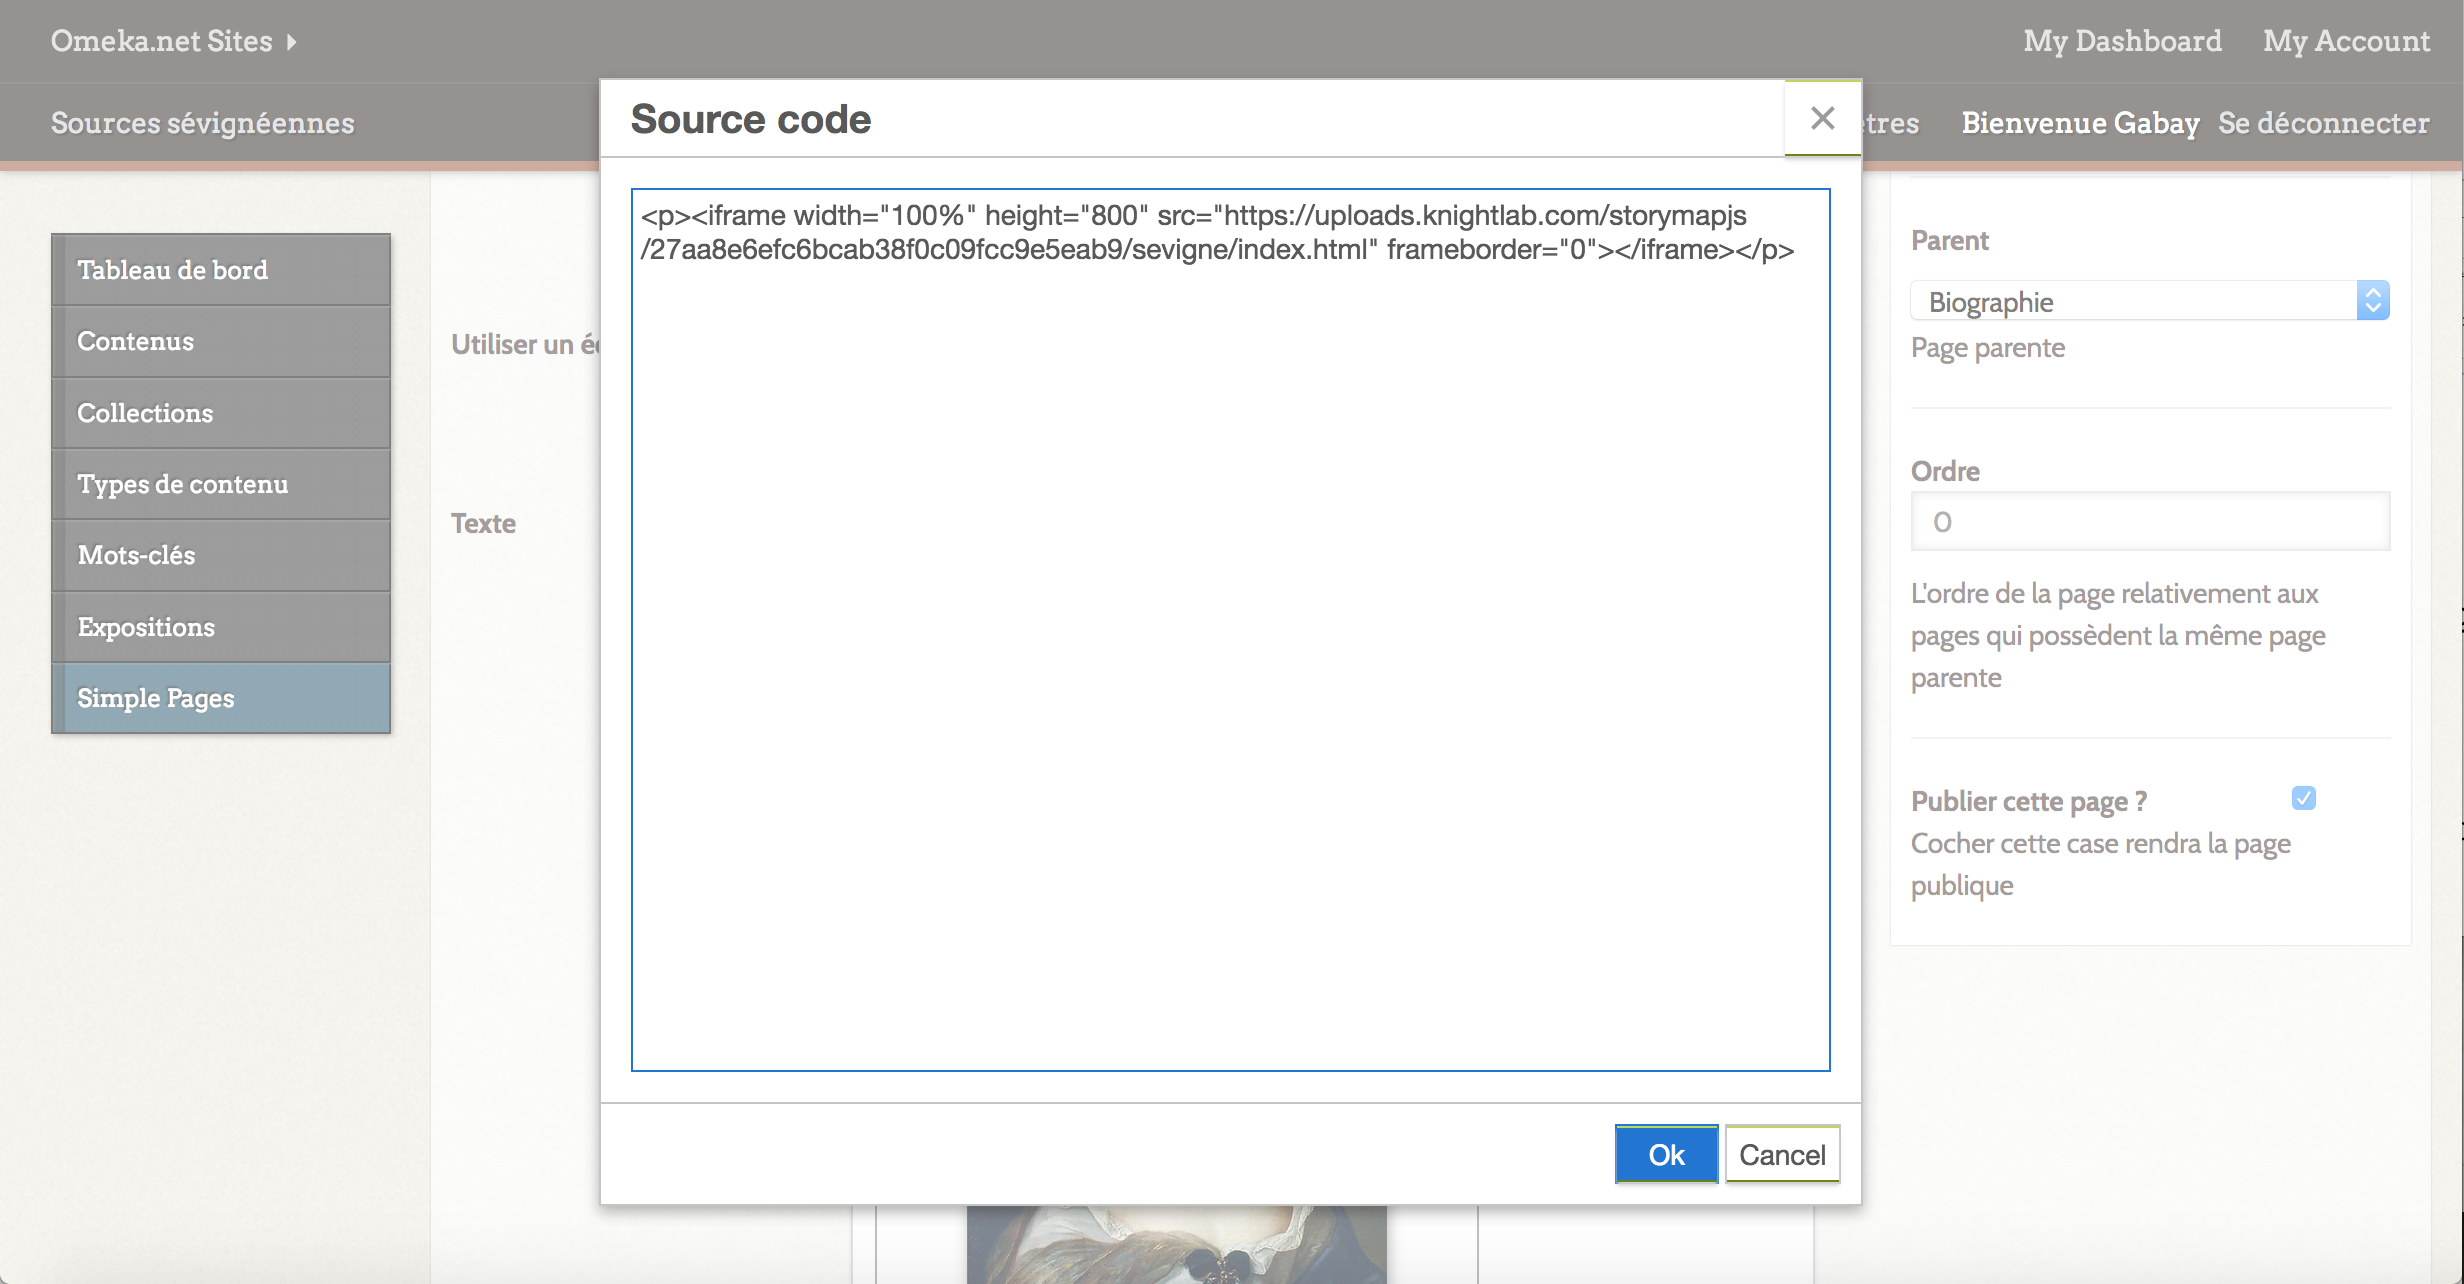 Omeka.net Sites
My Dashboard My Account
Sources sévignéennes
Bienvenue Gabay Se déconnecter
Source code
<p><iframe width="100%" height="800" src="https://uploads.knightlab.com/storymapjs
/27aa8e6efc6bcab38f0c09fcc9e5eab9/sevigne/index.html" frameborder="0"></iframe></p>
Ok Cancel
Tableau de bord
Contenus
Collections
Types de contenu
Mots-clés
Expositions
Simple Pages
Utiliser un
Texte
Parent
Biographie
Page parente
Ordre
0
L'ordre de la page relativement aux
pages qui possèdent la même page
parente
Publier cette page ?
Cocher cette case rendra la page
publique